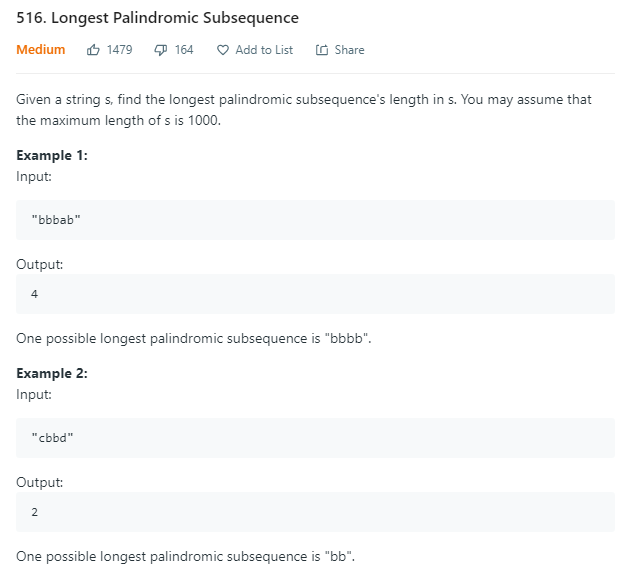 516. Longest Palindromic Subsequence
Medium 1479 164 Add to List Share
Given a string s, find the longest palindromic subsequence's length in s. You may assume that
the maximum length of s is 1000.
Example 1:
Input:
"bbbab"
Output:
4
One possible longest palindromic subsequence is "bbbb".
Example 2:
Input:
"cbbd"
Output:
2
One possible longest palindromic subsequence is "bb".